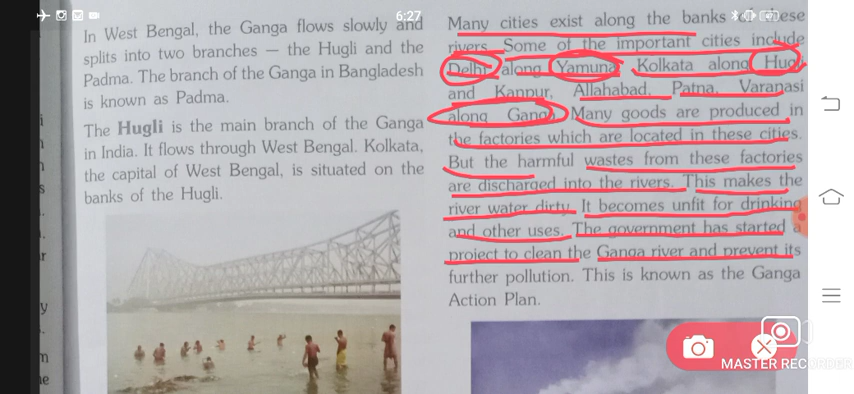 6:27
In West Bengal, the Ganga flows slowly and
splits into two branches — the Hugli and the
Padma. The branch of the Ganga in Bangladesh
is known as Padma.
The Hugli is the main branch of the Ganga
in India. It flows through West Bengal. Kolkata,
the capital of West Bengal, is situated on the
banks of the Hugli.
Many cities exist along the banks of these
rivers. Some of the important cities include
Delhi along Yamuna, Kolkata along Hugli
and Kanpur, Allahabad, Patna, Varanasi
along Ganga. Many goods are produced in
the factories which are located in these cities.
But the harmful wastes from these factories
are discharged into the rivers. This makes the
river water dirty. It becomes unfit for drinking
and other uses. The government has started a
project to clean the Ganga river and prevent its
further pollution. This is known as the Ganga
Action Plan.
MASTER RECORDER